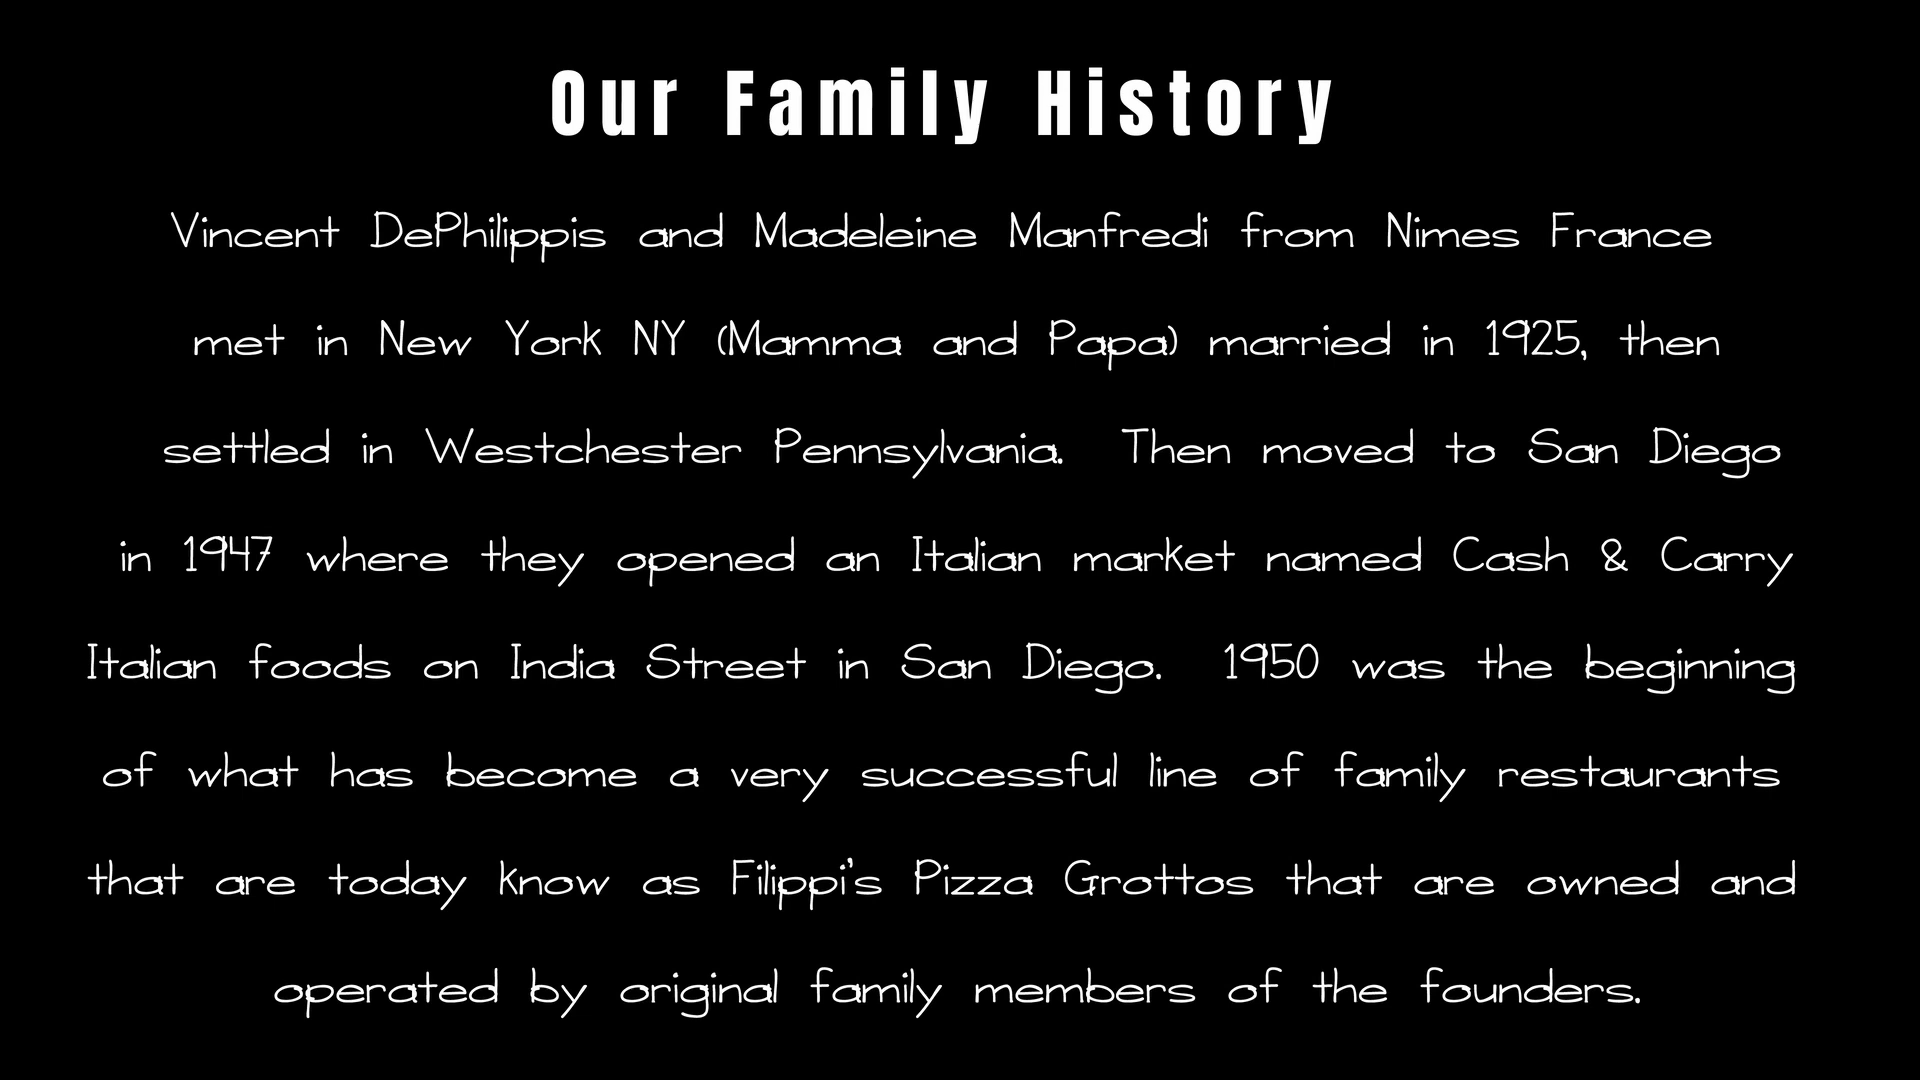 Our Family History
Vincent DePhilippis and Madeleine Manfredi from Nimes France
met in New York NY (Mamma and Papa) married in 1925, then
settled in Westchester Pennsylvania. Then moved to San Diego
in 1947 where they opened an Italian market named Cash & Carry
Italian foods on India Street in San Diego. 1950 was the beginning
of what has become a very successful line of family restaurants
that are today know as Filippi's Pizza Grottos that are owned and
operated by original family members of the founders.